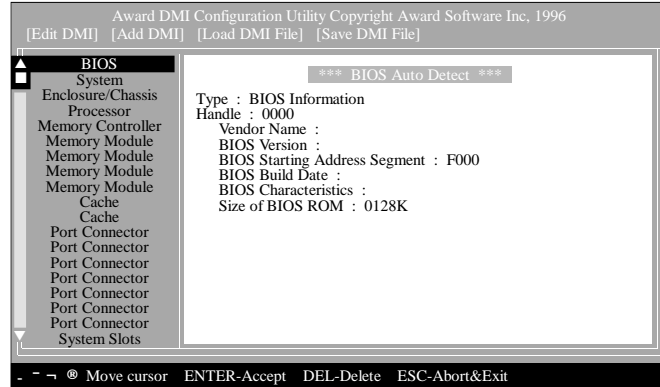 Award DMI Configuration Utility Copyright Award Software Inc, 1996
[Edit DMI] [Add DMI] [Load DMI File] [Save DMI File]
BIOS
System
Enclosure/Chassis
Processor
Memory Controller
Memory Module
Memory Module
Memory Module
Memory Module
Cache
Cache
Port Connector
Port Connector
Port Connector
Port Connector
Port Connector
Port Connector
Port Connector
System Slots
*** BIOS Auto Detect ***
Type : BIOS Information
Handle : 0000
Vendor Name :
BIOS Version :
BIOS Starting Address Segment : F000
BIOS Build Date :
BIOS Characteristics :
Size of BIOS ROM : 0128K
- ¯ ¬ ® Move cursor ENTER-Accept DEL-Delete ESC-Abort&Exit